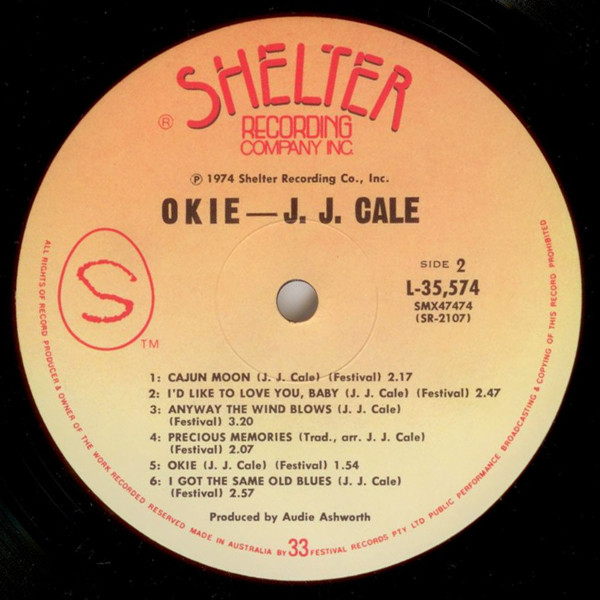 SHELTER
® RECORDING
COMPANY INC.
℗ 1974 Shelter Recording Co., Inc.
OKIE — J. J. CALE
SIDE 2
L-35,574
SMX47474
(SR-2107)
S
TM
1: CAJUN MOON (J. J. Cale) (Festival) 2.17
2: I'D LIKE TO LOVE YOU, BABY (J. J. Cale) (Festival) 2.47
3: ANYWAY THE WIND BLOWS (J. J. Cale)
(Festival) 3.20
4: PRECIOUS MEMORIES (Trad., arr. J. J. Cale)
(Festival) 2.07
5: OKIE (J. J. Cale) (Festival) 1.54
6: I GOT THE SAME OLD BLUES (J. J. Cale)
(Festival) 2.57
Produced by Audie Ashworth
ALL RIGHTS OF RECORD PRODUCER & OWNER OF THE WORK RECORDED RESERVED MADE IN AUSTRALIA BY 33 FESTIVAL RECORDS PTY LTD PUBLIC PERFORMANCE BROADCASTING & COPYING OF THIS RECORD PROHIBITED